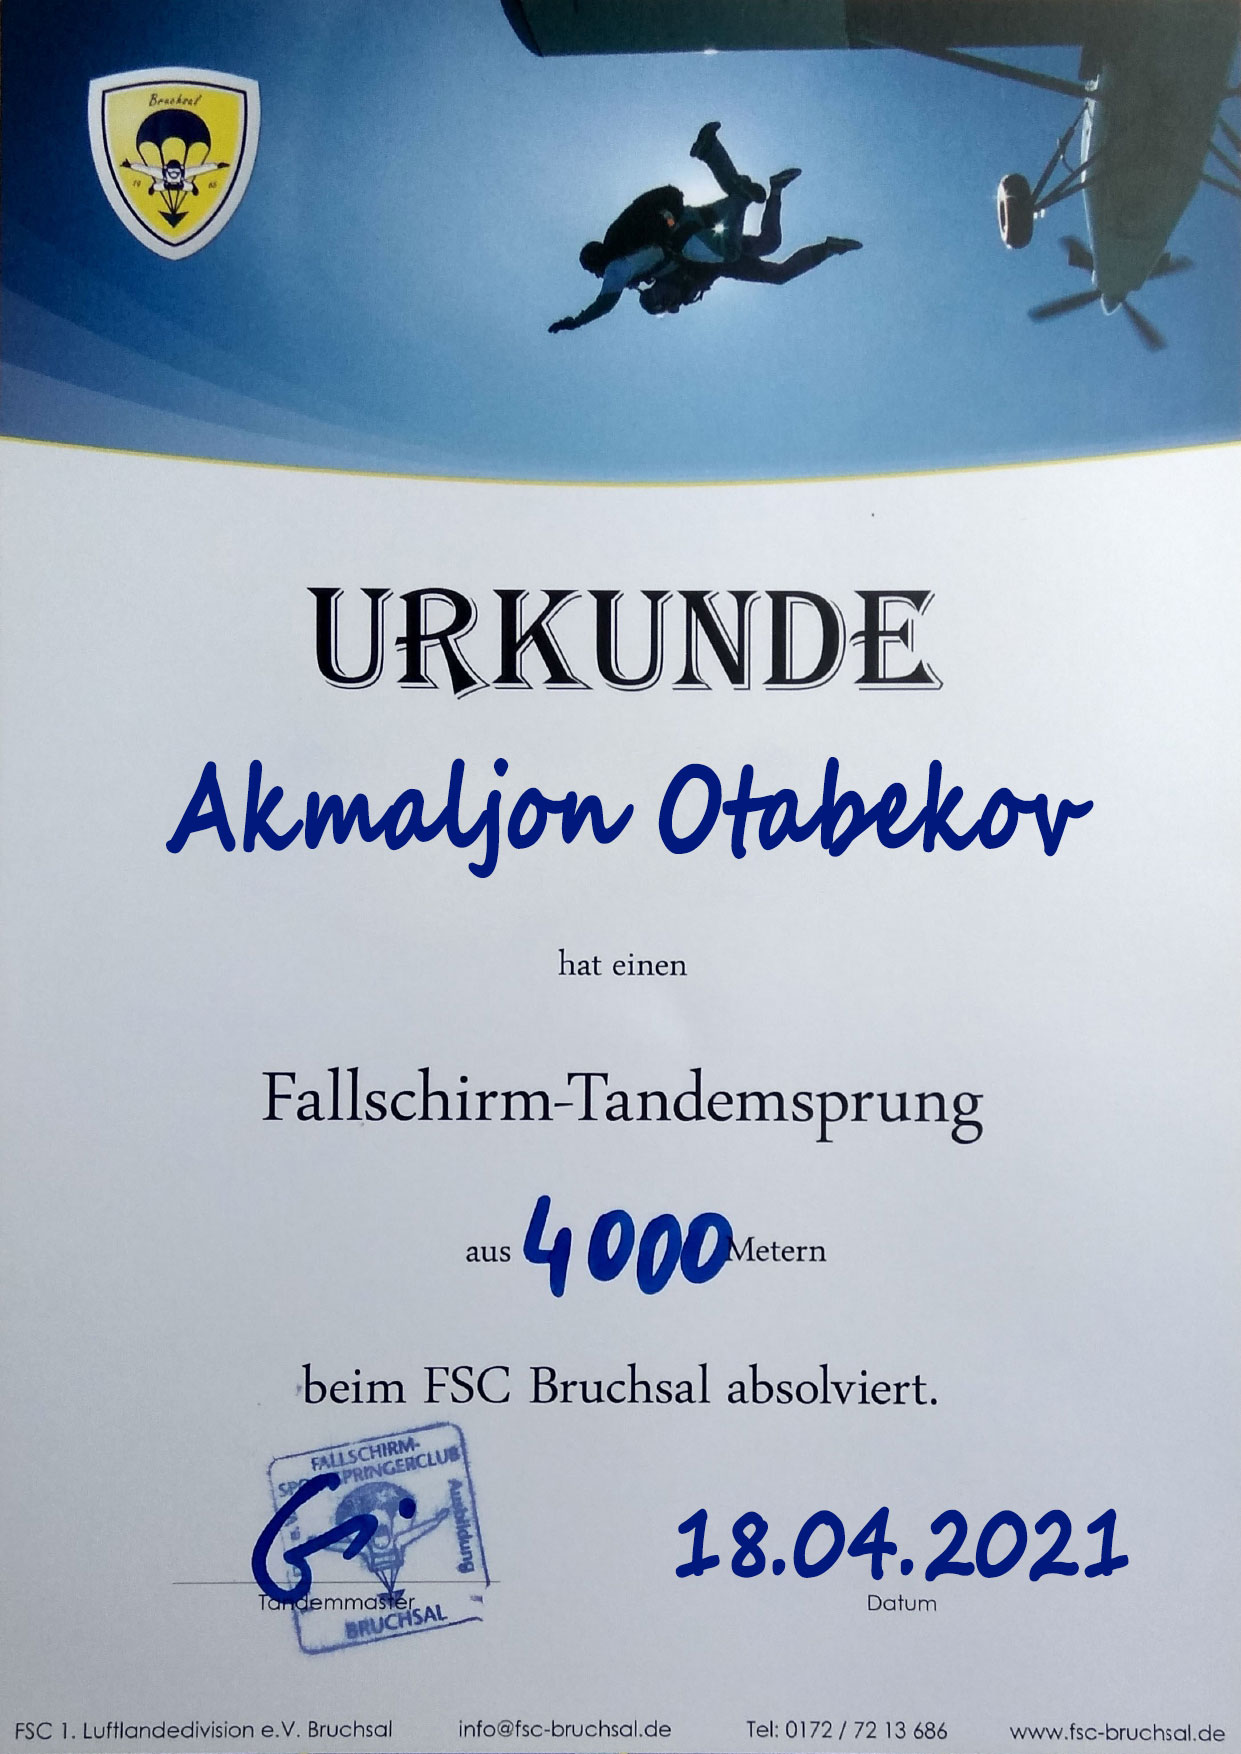 Bruchsal
19 65
URKUNDE
Akmaljon Otabekov
hat einen
Fallschirm-Tandemsprung
aus 4000 Metern
beim FSC Bruchsal absolviert.
FALLSCHIRM-
SPRINGERCLUB
Ausbildung
BRUCHSAL
18.04.2021
Tandemmaster
Datum
FSC 1. Luftlandedivision e.V. Bruchsal info@fsc-bruchsal.de Tel: 0172 / 72 13 686 www.fsc-bruchsal.de